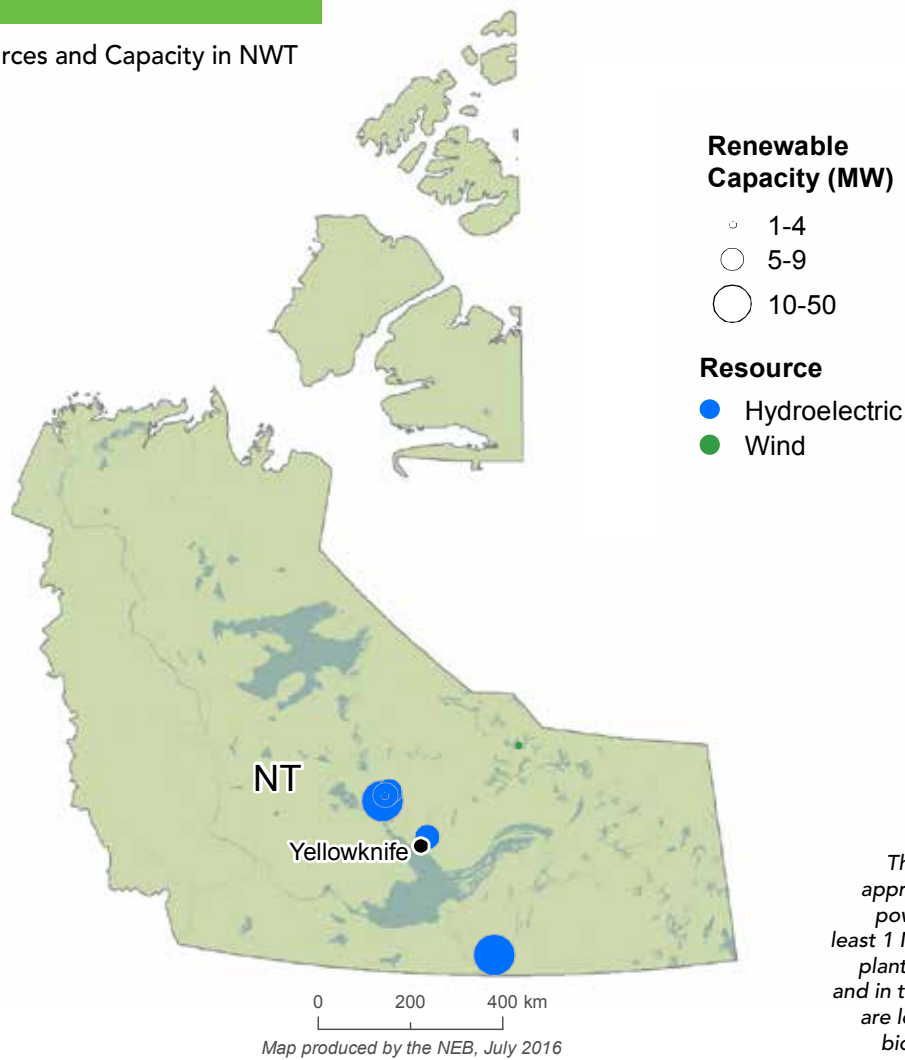 rces and Capacity in NWT
Renewable
Capacity (MW)
1-4
5-9
10-50
Resource
Hydroelectric
Wind
NT
Yellowknife
Th
appr
pov
least 1 
plant
and in t
are l
bio
0 200 400 km
Map produced by the NEB, July 2016